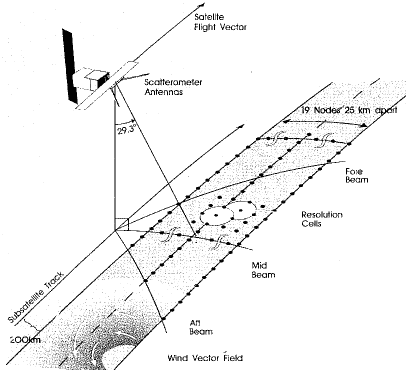 Satellite
Flight Vector
Scatterometer
Antennas
29.3°
19 Nodes 25 km apart
Fore
Beam
Resolution
Cells
Mid
Beam
Subsatellite Track
200km
Aft
Beam
Wind Vector Field